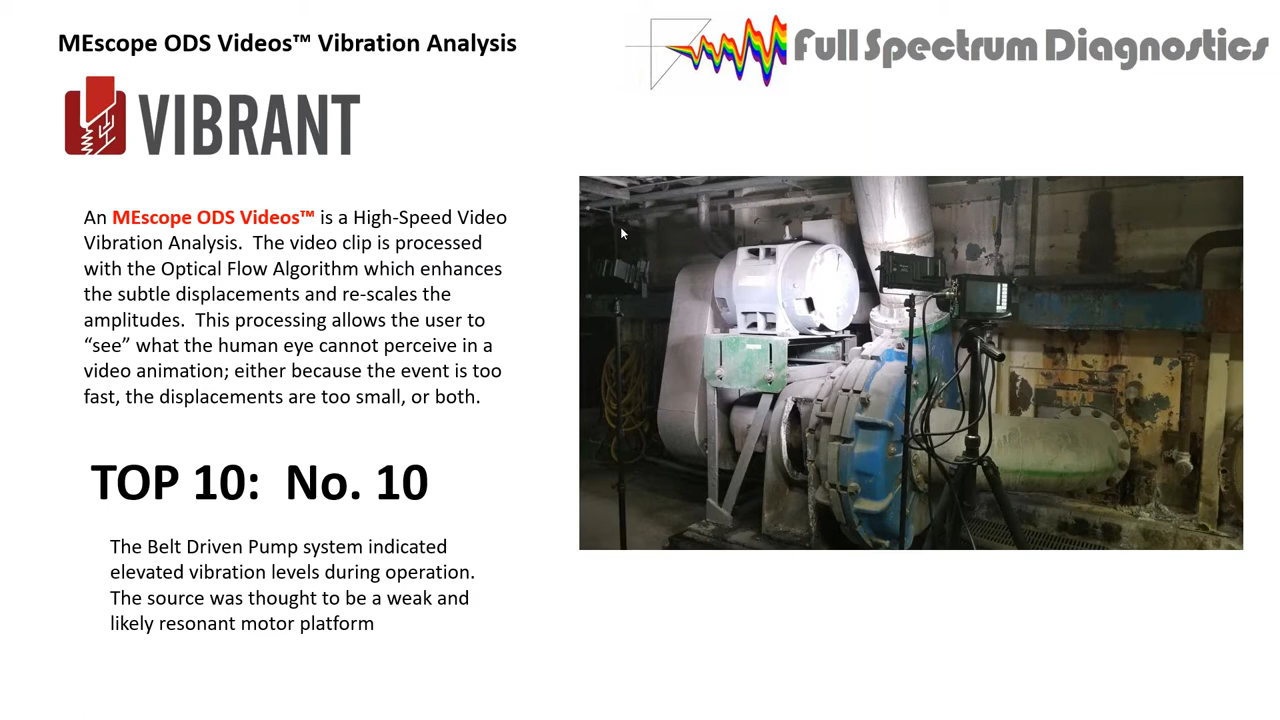 MEscope ODS Videos™ Vibration Analysis
Full Spectrum Diagnostics
VIBRANT
An MEscope ODS Videos™ is a High-Speed Video
Vibration Analysis.  The video clip is processed
with the Optical Flow Algorithm which enhances
the subtle displacements and re-scales the
amplitudes.  This processing allows the user to
“see” what the human eye cannot perceive in a
video animation; either because the event is too
fast, the displacements are too small, or both.
TOP 10:  No. 10
The Belt Driven Pump system indicated
elevated vibration levels during operation.
The source was thought to be a weak and
likely resonant motor platform